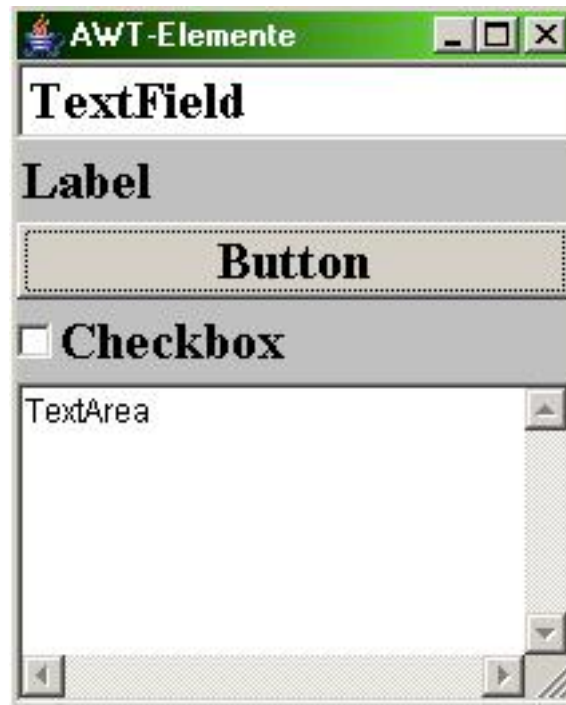 AWT-Elemente
TextField
Label
Button
Checkbox
TextArea